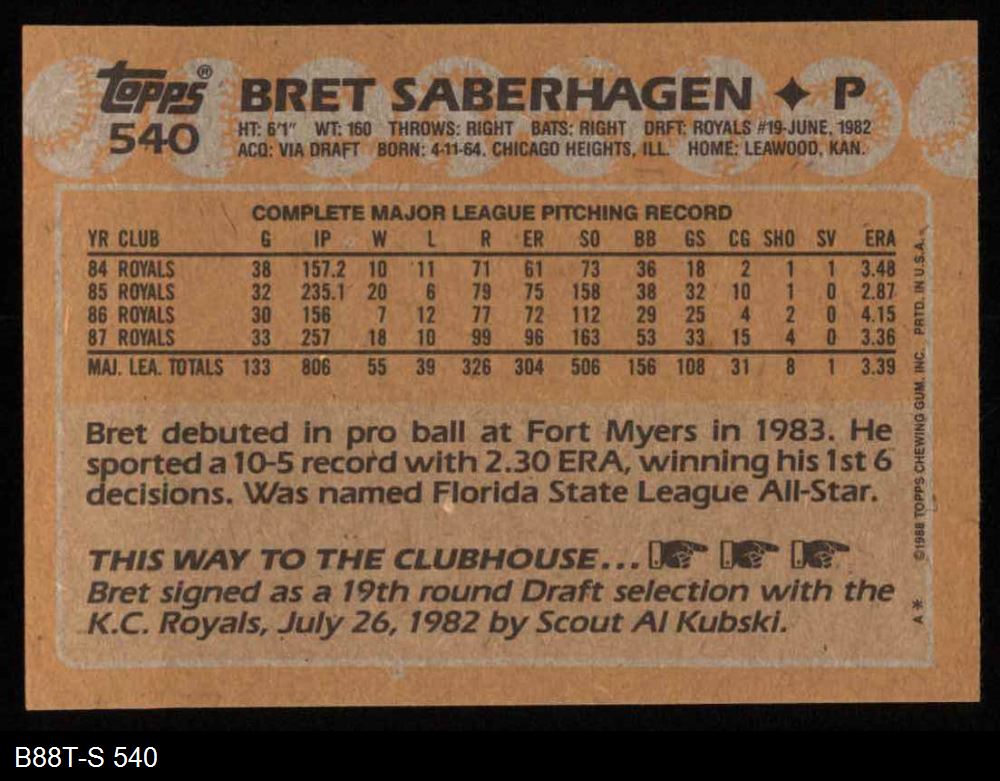 topps®
540
BRET SABERHAGEN ✦ P
HT: 6'1" WT: 160 THROWS: RIGHT BATS: RIGHT DRFT: ROYALS #19-JUNE, 1982
ACQ: VIA DRAFT BORN: 4-11-64, CHICAGO HEIGHTS, ILL. HOME: LEAWOOD, KAN.
COMPLETE MAJOR LEAGUE PITCHING RECORD
YR CLUB G IP W L R ER SO BB GS CG SHO SV ERA
84 ROYALS 38 157.2 10 11 71 61 73 36 18 2 1 1 3.48
85 ROYALS 32 235.1 20 6 79 75 158 38 32 10 1 0 2.87
86 ROYALS 30 156 7 12 77 72 112 29 25 4 2 0 4.15
87 ROYALS 33 257 18 10 99 96 163 53 33 15 4 0 3.36
MAJ. LEA. TOTALS 133 806 55 39 326 304 506 156 108 31 8 1 3.39
Bret debuted in pro ball at Fort Myers in 1983. He
sported a 10-5 record with 2.30 ERA, winning his 1st 6
decisions. Was named Florida State League All-Star.
THIS WAY TO THE CLUBHOUSE...
Bret signed as a 19th round Draft selection with the
K.C. Royals, July 26, 1982 by Scout Al Kubski.
A* ©1988 TOPPS CHEWING GUM, INC. PRTD. IN U.S.A.
B88T-S 540